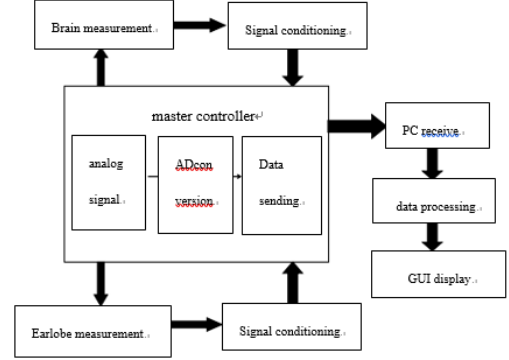 Brain measurement.
Signal conditioning.
master controller
analog
signal.
ADcon
version.
Data
sending.
PC receive.
data processing.
GUI display.
Earlobe measurement.
Signal conditioning.